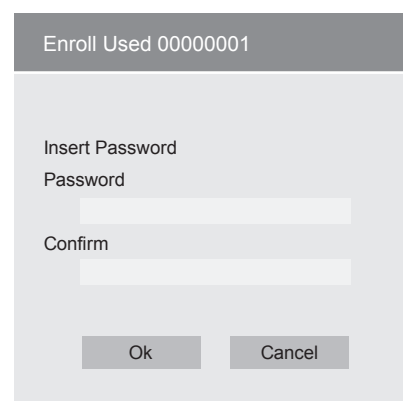 Enroll Used 00000001
Insert Password
Password
Confirm
Ok Cancel